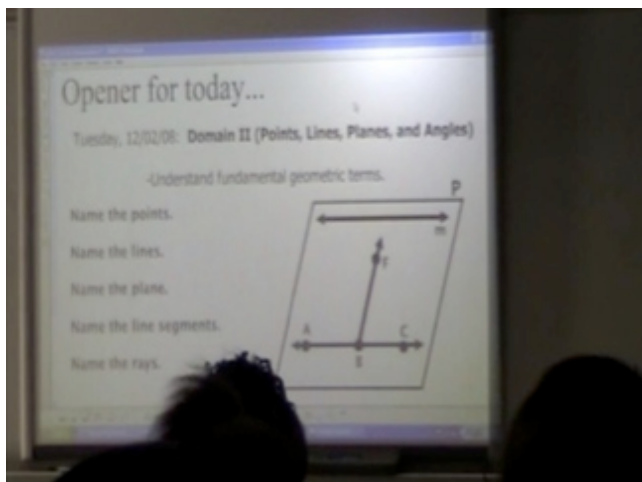 Opener for today...
Tuesday, 12/02/08: Domain II (Points, Lines, Planes, and Angles)
-Understand fundamental geometric terms.
P
Name the points.
m
Name the lines.
F
Name the plane.
Name the line segments.
A
C
B
Name the rays.